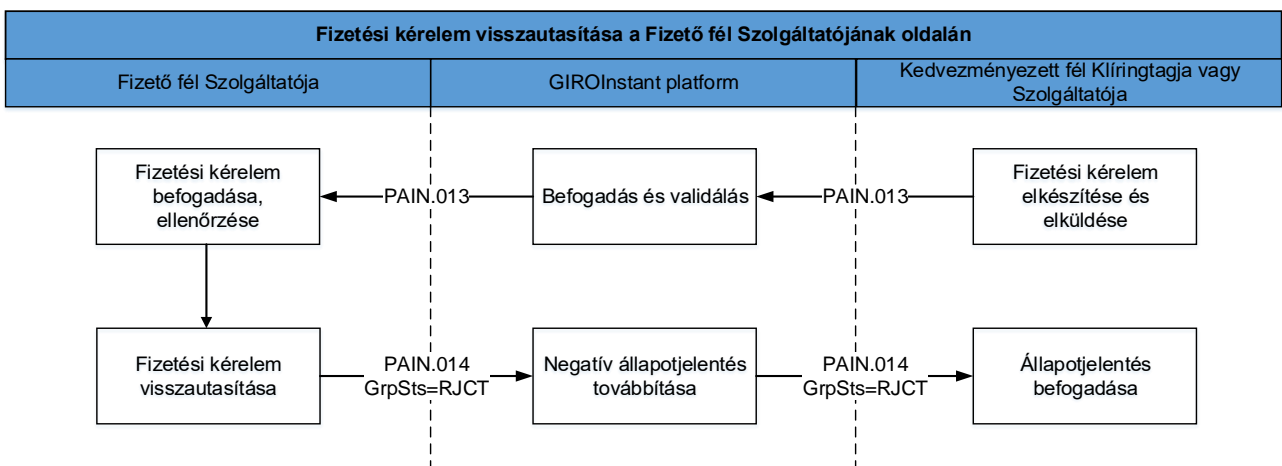 Fizetési kérelem visszautasítása a Fizető fél Szolgáltatójának oldalán
Fizető fél Szolgáltatója
GIROInstant platform
Kedvezményezett fél Klíringtagja vagy
Szolgáltatója
Fizetési kérelem
befogadása,
ellenőrzése
PAIN.013
Befogadás és validálás
PAIN.013
Fizetési kérelem
elkészítése és
elküldése
Fizetési kérelem
visszautasítása
PAIN.014
GrpSts=RJCT
Negatív állapotjelentés
továbbítása
PAIN.014
GrpSts=RJCT
Állapotjelentés
befogadása